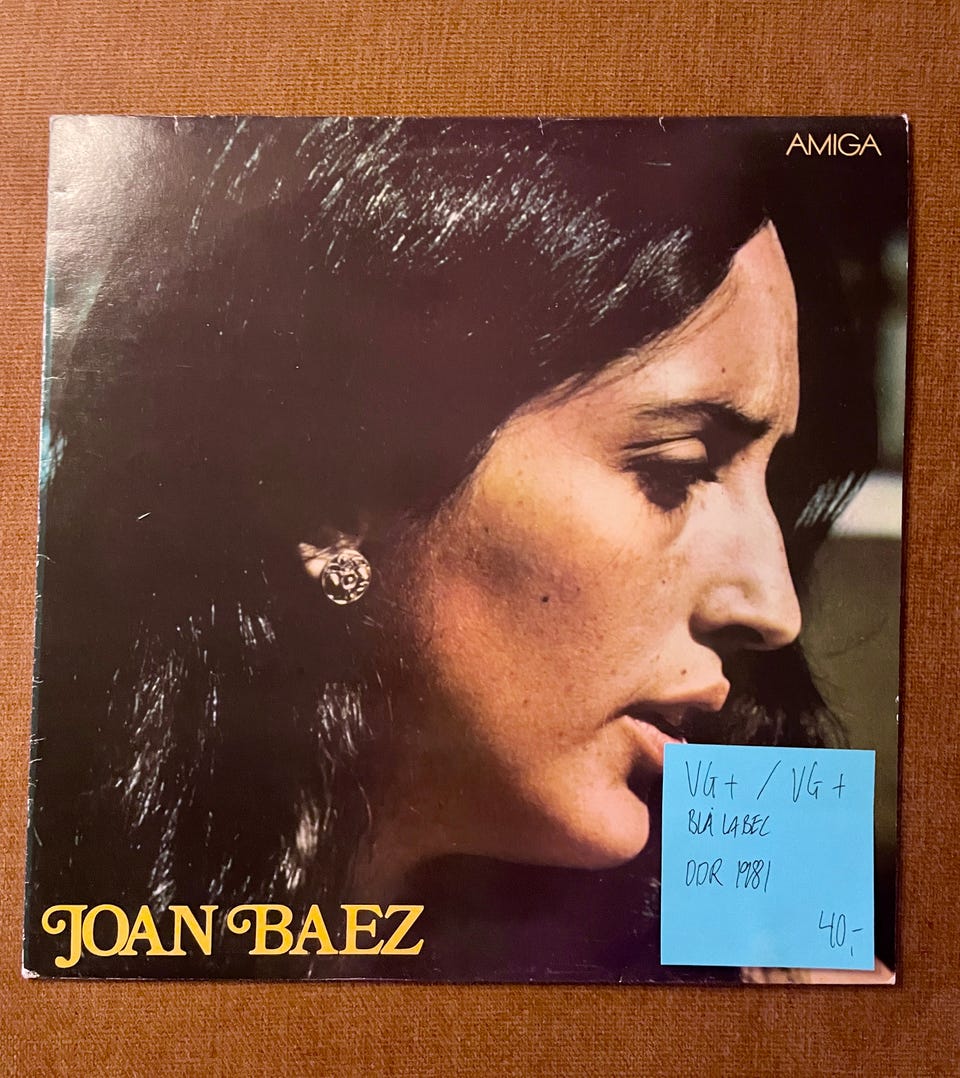 AMIGA
JOAN BAEZ
VG+ / VG+
BLÅ LABEL
DDR 1981
40,-